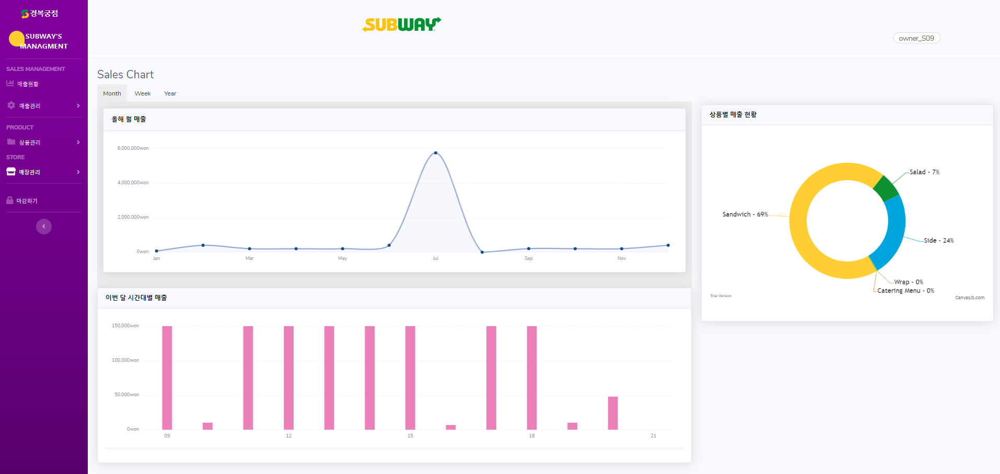 경복궁점
SUBWAY'S
MANAGMENT
SALES MANAGEMENT
매출현황
매출관리
PRODUCT
상품관리
STORE
매장관리
마감하기
SUBWAY
owner_S09
Sales Chart
Month Week Year
올해 월 매출
6,000,000won
4,000,000won
2,000,000won
0won
Jan Mar May Jul Sep Nov
이번 달 시간대별 매출
150,000won
100,000won
50,000won
0won
09 12 15 18 21
상품별 매출 현황
Salad - 7%
Sandwich - 69%
Side - 24%
Wrap - 0%
Catering Menu - 0%
Trial Version
CanvasJS.com